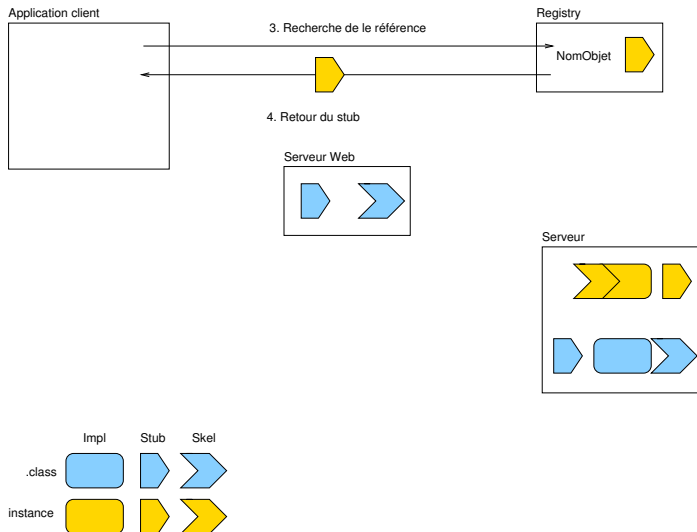 Application client
Registry
3. Recherche de le référence
NomObjet
4. Retour du stub
Serveur Web
Serveur
Impl
Stub
Skel
.class
instance